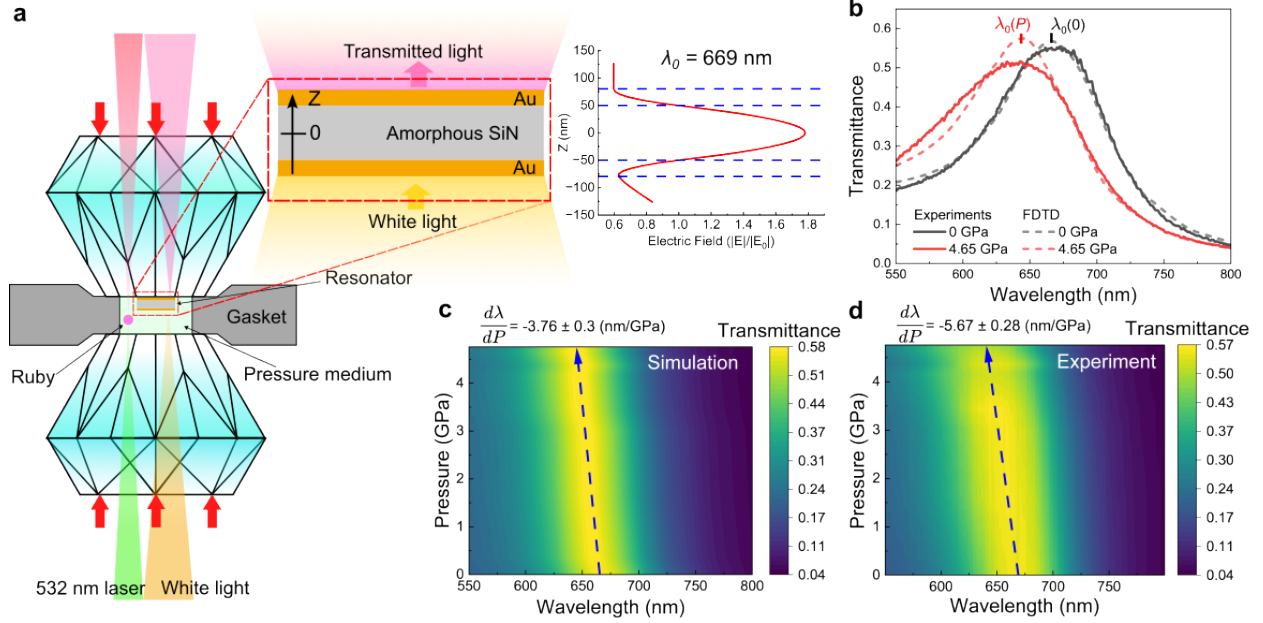 a
Transmitted light
Z
Au
0
Amorphous SiN
Au
White light
Resonator
Gasket
Ruby
Pressure medium
532 nm laser
White light
λ0 = 669 nm
Z (nm)
150
100
50
0
−50
−100
−150
0.6 0.8 1.0 1.2 1.4 1.6 1.8
Electric Field (|E|/|E0|)
b
λ0(P) λ0(0)
Transmittance
0.6
0.5
0.4
0.3
0.2
0.1
0.0
Experiments FDTD
0 GPa 0 GPa
4.65 GPa 4.65 GPa
550 600 650 700 750 800
Wavelength (nm)
c
dλ/dP = -3.76 ± 0.3 (nm/GPa)
Transmittance
Simulation
Pressure (GPa)
4
3
2
1
0
550 600 650 700 750 800
Wavelength (nm)
0.58
0.51
0.44
0.37
0.30
0.24
0.17
0.11
0.04
d
dλ/dP = -5.67 ± 0.28 (nm/GPa)
Transmittance
Experiment
Pressure (GPa)
4
3
2
1
0
600 650 700 750
Wavelength (nm)
0.57
0.50
0.44
0.37
0.30
0.24
0.17
0.11
0.04